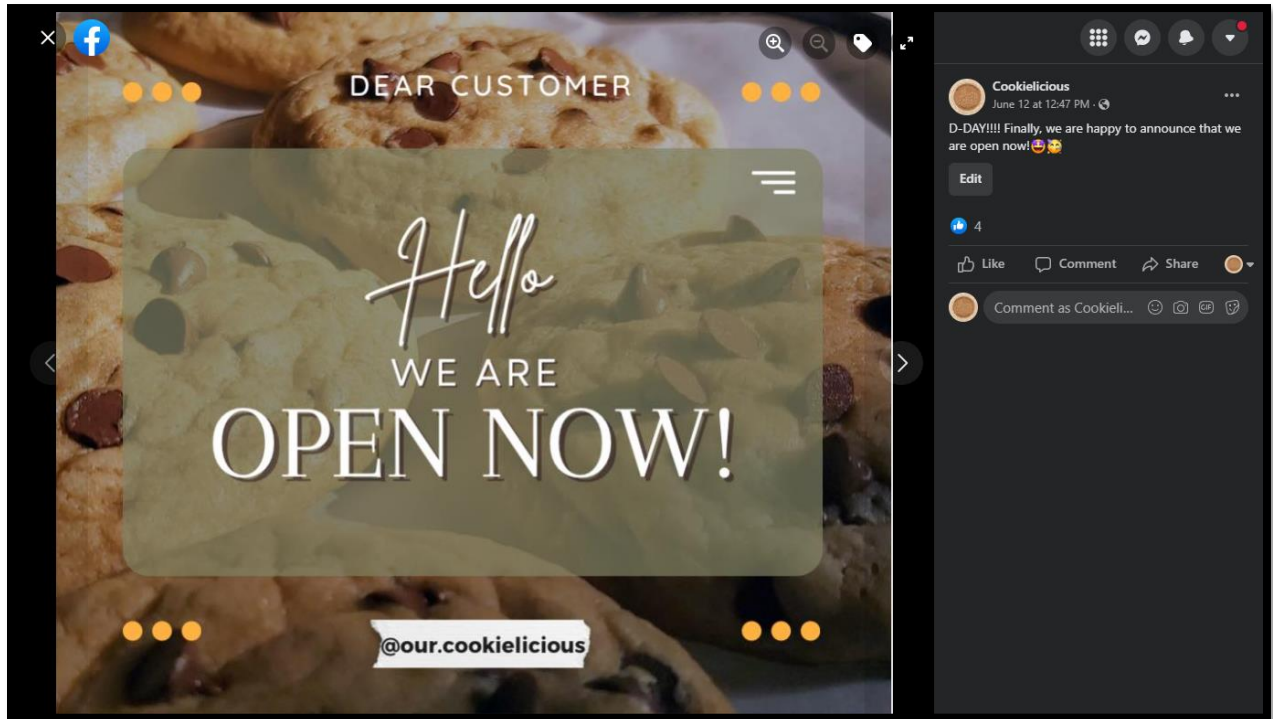 DEAR CUSTOMER
Hello
WE ARE
OPEN NOW!
@our.cookielicious
Cookielicious
June 12 at 12:47 PM ·
D-DAY!!!! Finally, we are happy to announce that we
are open now!🤩🥰
Edit
4
Like Comment Share
Comment as Cookieli...
GIF